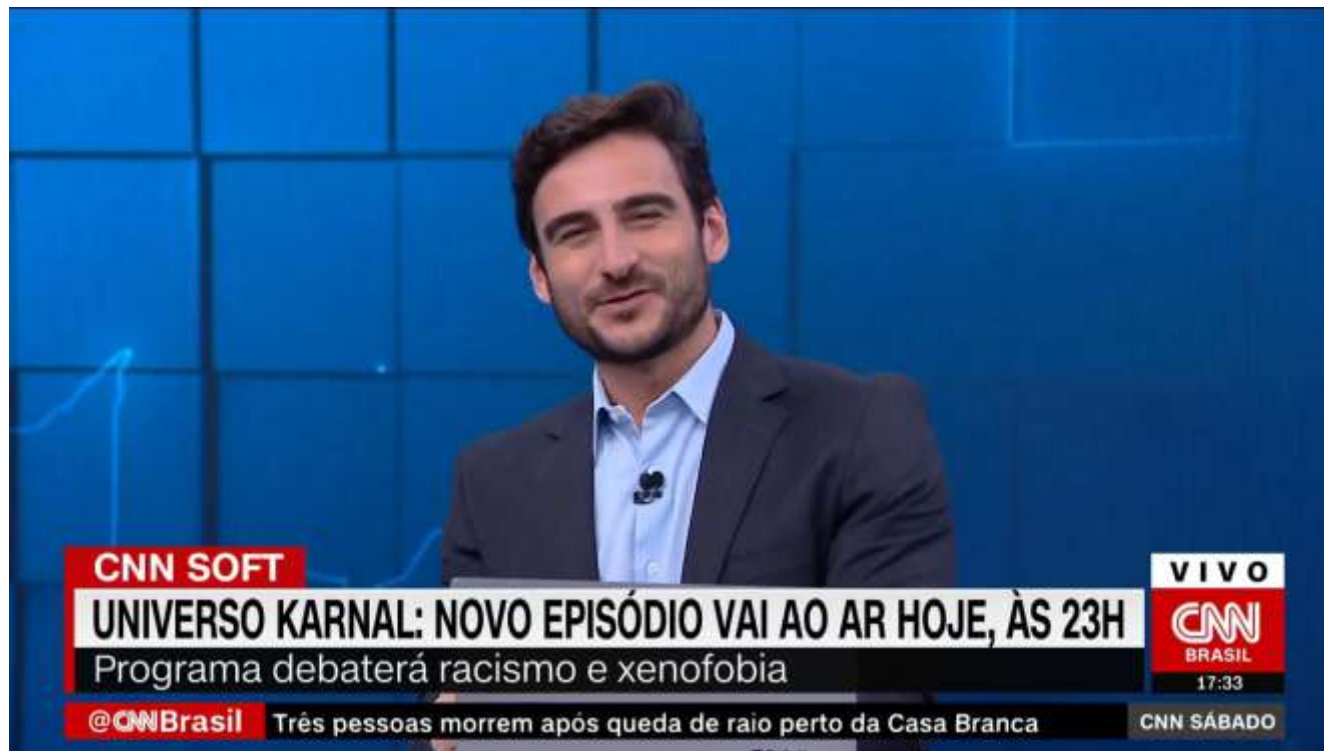 CNN SOFT
UNIVERSO KARNAL: NOVO EPISÓDIO VAI AO AR HOJE, ÀS 23H
Programa debaterá racismo e xenofobia
VIVO
CNN
BRASIL
17:33
@CNNBrasil Três pessoas morrem após queda de raio perto da Casa Branca
CNN SÁBADO